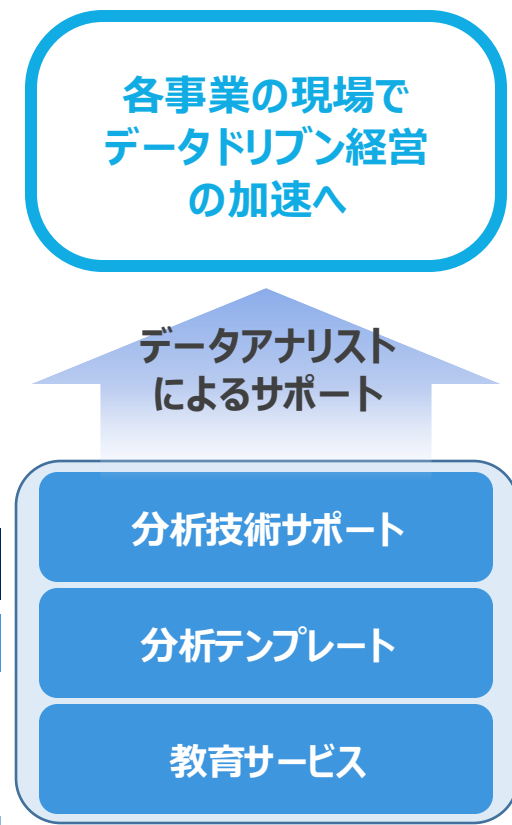 各事業の現場で
データドリブン経営
の加速へ
データアナリスト
によるサポート
分析技術サポート
分析テンプレート
教育サービス